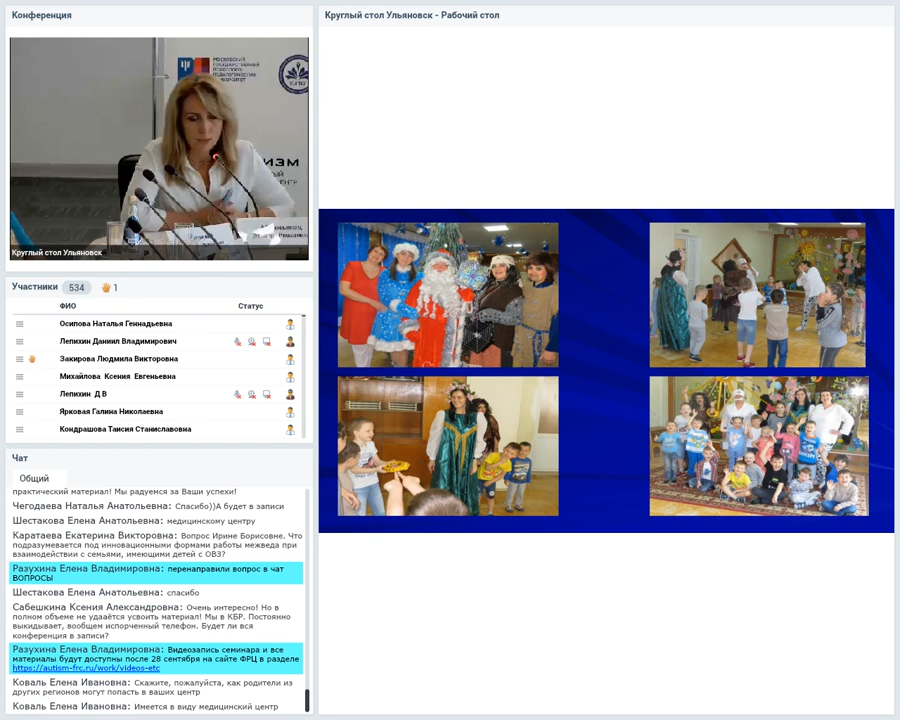 Конференция
МОСКОВСКИЙ
ГОСУДАРСТВЕННЫЙ
ПСИХОЛОГО-
ПЕДАГОГИЧЕСКИЙ
УНИВЕРСИТЕТ
Круглый стол Ульяновск
Участники 534 1
ФИО Статус
Осипова Наталья Геннадьевна
Лепихин Даниил Владимирович
Закирова Людмила Викторовна
Михайлова Ксения Евгеньевна
Лепихин Д В
Ярковая Галина Николаевна
Кондрашова Таисия Станиславовна
Чат
Общий
практический материал! Мы радуемся за Ваши успехи!
Чегодаева Наталья Анатольевна: Спасибо))А будет в записи
Шестакова Елена Анатольевна: медицинскому центру
Каратаева Екатерина Викторовна: Вопрос Ирине Борисовне. Что
подразумевается под инновационными формами работы межведа при
взаимодействии с семьями, имеющими детей с ОВЗ?
Разухина Елена Владимировна: перенаправили вопрос в чат
ВОПРОСЫ
Шестакова Елена Анатольевна: спасибо
Сабешкина Ксения Александровна: Очень интересно! Но в
полном объеме не удааётся усвоить материал! Мы в КБР. Постоянно
выкидывает, вообщем испорченный телефон. Будет ли вся
конференция в записи?
Разухина Елена Владимировна: Видеозапись семинара и все
материалы будут доступны после 28 сентября на сайте ФРЦ в разделе
https://autism-frc.ru/work/videos-etc
Коваль Елена Ивановна: Скажите, пожалуйста, как родители из
других регионов могут попасть в ваших центр
Коваль Елена Ивановна: Имеется в виду медицинский центр
Круглый стол Ульяновск - Рабочий стол